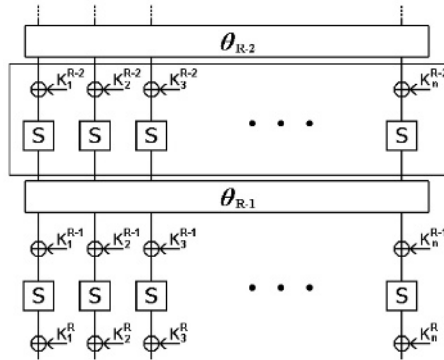 θR-2
K1R-2 K2R-2 K3R-2 KnR-2
S S S S
θR-1
K1R-1 K2R-1 K3R-1 KnR-1
S S S S
K1R K2R K3R KnR